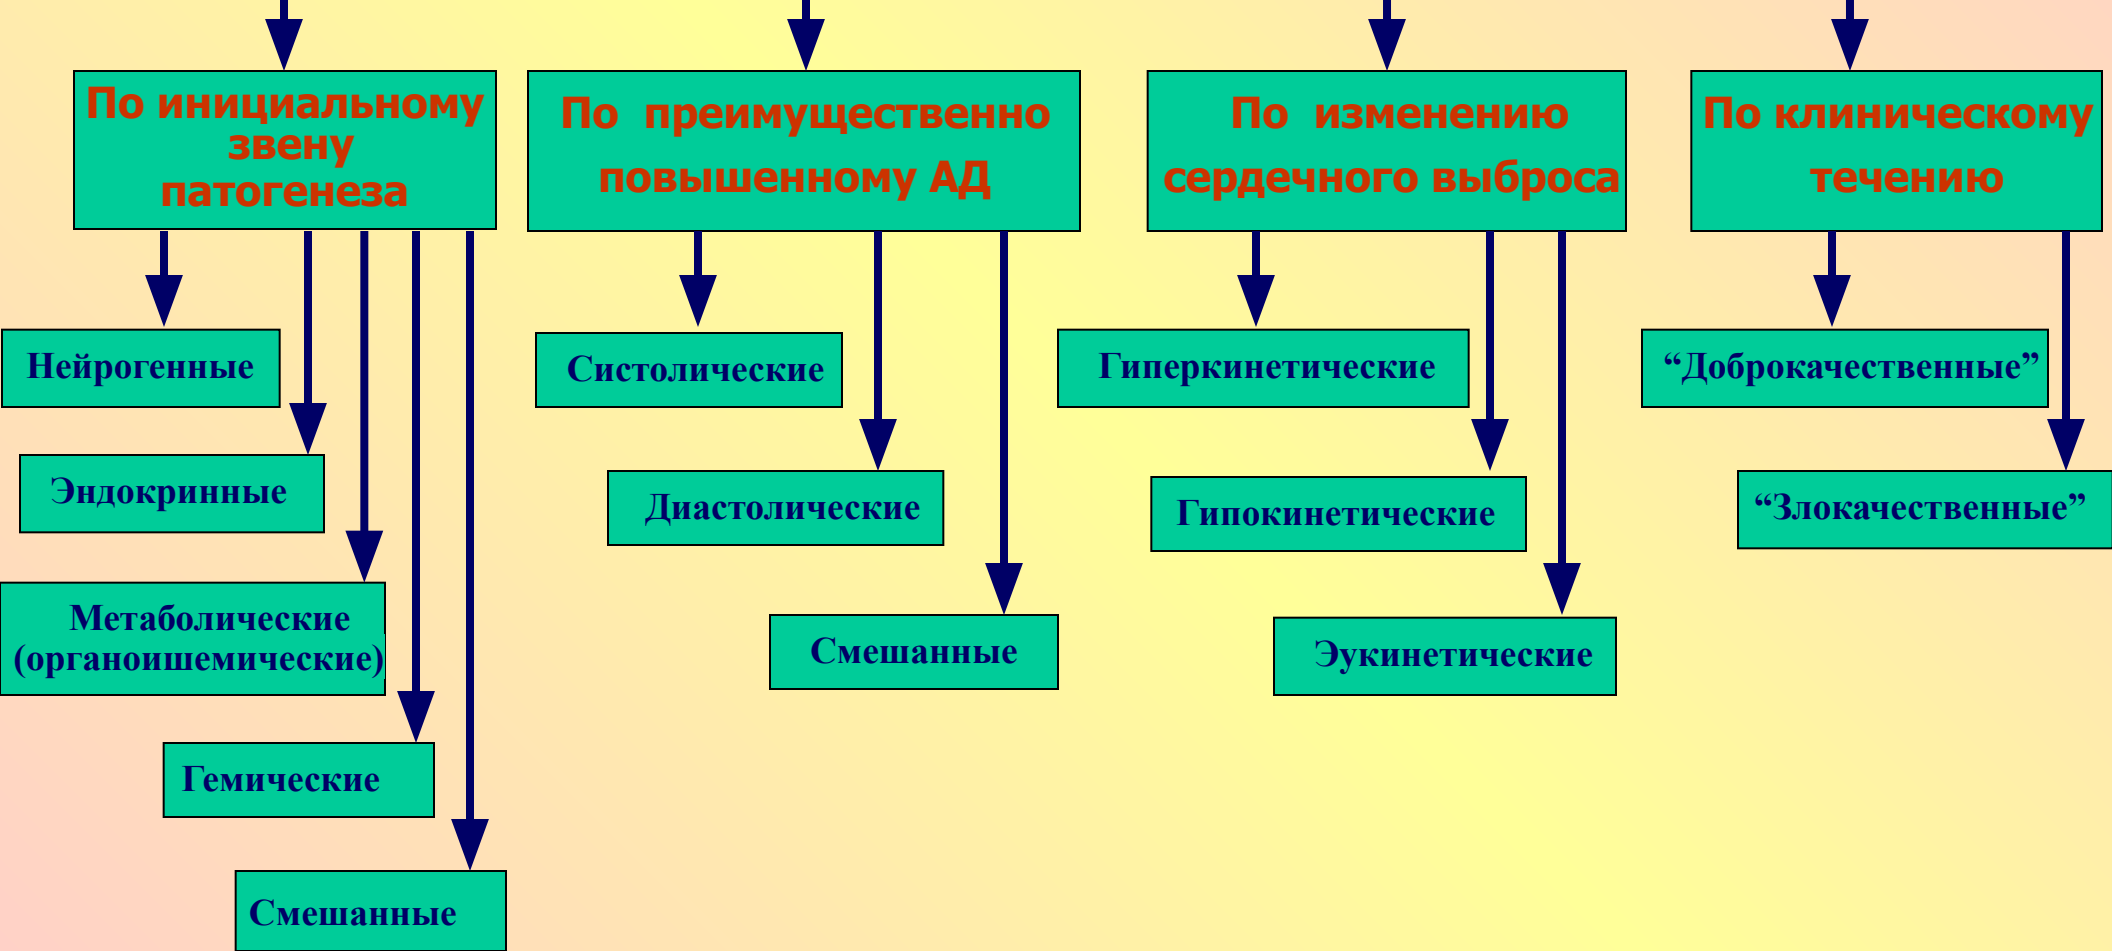 По инициальному
звену
патогенеза
По преимущественно
повышенному АД
По изменению
сердечного выброса
По клиническому
течению
Нейрогенные
Эндокринные
Метаболические
(органоишемические)
Гемические
Смешанные
Систолические
Диастолические
Смешанные
Гиперкинетические
Гипокинетические
Эукинетические
“Доброкачественные”
“Злокачественные”